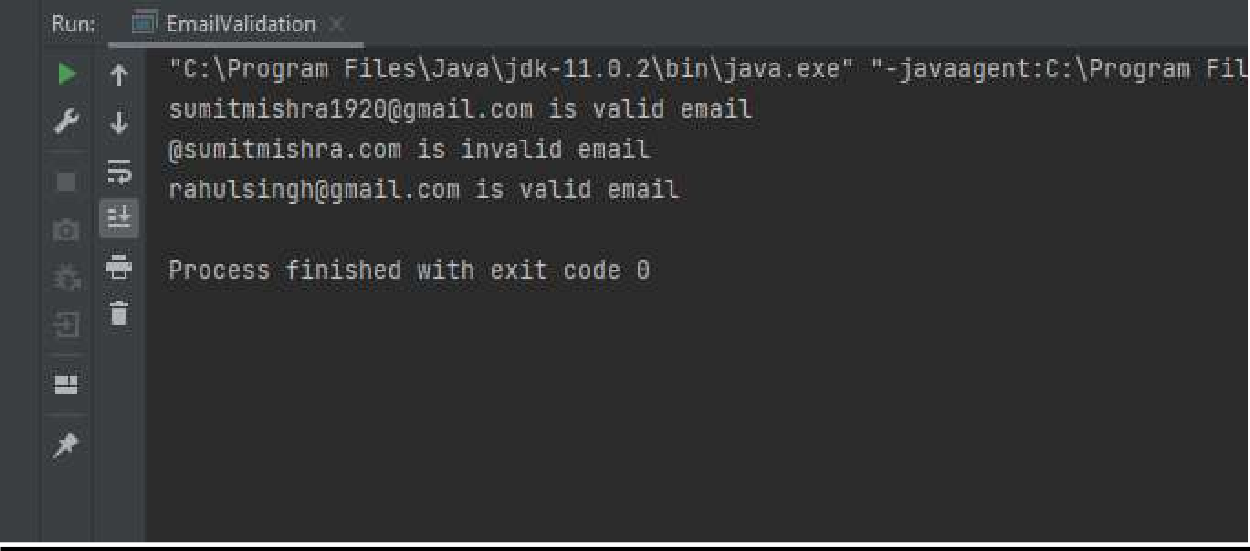 Run: EmailValidation
"C:\Program Files\Java\jdk-11.0.2\bin\java.exe" "-javaagent:C:\Program Fil
sumitmishra1920@gmail.com is valid email
@sumitmishra.com is invalid email
rahulsingh@gmail.com is valid email
Process finished with exit code 0